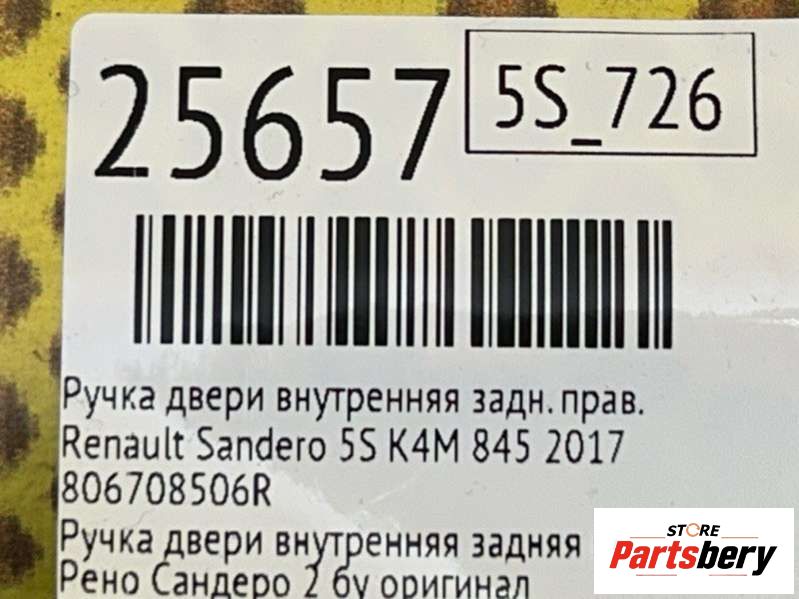 25657
5S_726
Ручка двери внутренняя задн. прав.
Renault Sandero 5S K4M 845 2017
806708506R
Ручка двери внутренняя задняя
Рено Сандеро 2 бу оригинал
STORE
Partsbery